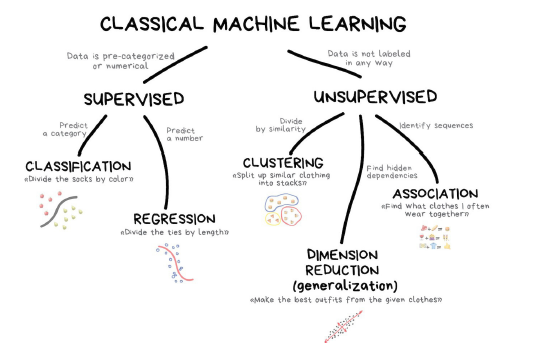 CLASSICAL MACHINE LEARNING
Data is pre-categorized
or numerical
Data is not labeled
in any way
SUPERVISED
UNSUPERVISED
Predict
a category
Predict
a number
Divide
by similarity
Identify sequences
Find hidden
dependencies
CLASSIFICATION
«Divide the socks by color»
CLUSTERING
«Split up similar clothing
into stacks»
ASSOCIATION
«Find What clothes I often
wear together»
REGRESSION
«Divide the ties by length»
DIMENSION
REDUCTION
(generalization)
«Make the best outfits from the given clothes»